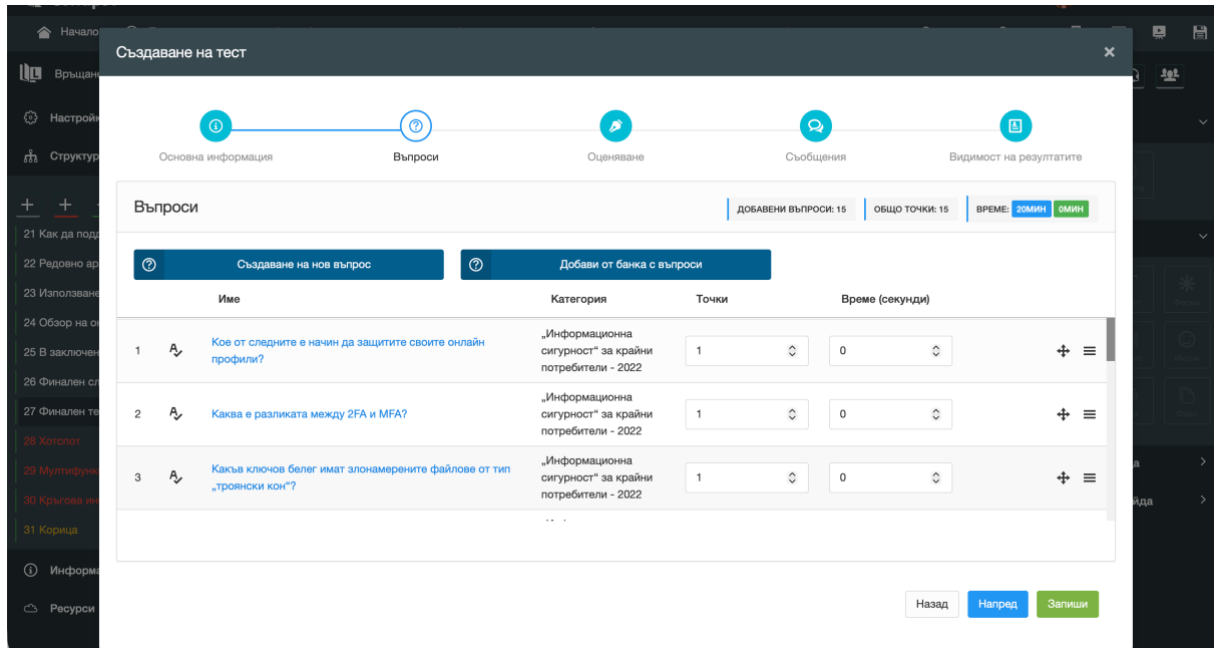 Начало
Създаване на тест
Връщан
Настройк
Структур
Основна информация
Въпроси
Оценяване
Съобщения
Видимост на резултатите
Въпроси
ДОБАВЕНИ ВЪПРОСИ: 15
ОБЩО ТОЧКИ: 15
ВРЕМЕ: 20МИН 0МИН
21 Как да подд
22 Редовно ар
23 Използване
24 Обзор на о
25 В заключен
26 Финален сл
27 Финален те
28 Хотспот
29 Мултифунк
30 Кръгова ин
31 Корица
Информа
Ресурси
Създаване на нов въпрос
Добави от банка с въпроси
Име
Категория
Точки
Време (секунди)
1
Кое от следните е начин да защитите своите онлайн
профили?
„Информационна
сигурност“ за крайни
потребители - 2022
1
0
2
Каква е разликата между 2FA и MFA?
„Информационна
сигурност“ за крайни
потребители - 2022
1
0
3
Какъв ключов белег имат злонамерените файлове от тип
„троянски кон“?
„Информационна
сигурност“ за крайни
потребители - 2022
1
0
а
йда
Назад
Напред
Запиши